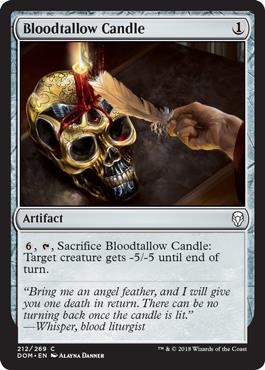 Bloodtallow Candle 1
Artifact
6, , Sacrifice Bloodtallow Candle:
Target creature gets -5/-5 until end
of turn.
"Bring me an angel feather, and I will give
you one death in return. There can be no
turning back once the candle is lit."
—Whisper, blood liturgist
212/269 C
DOM • EN ALAYNA DANNER
™ & © 2018 Wizards of the Coast